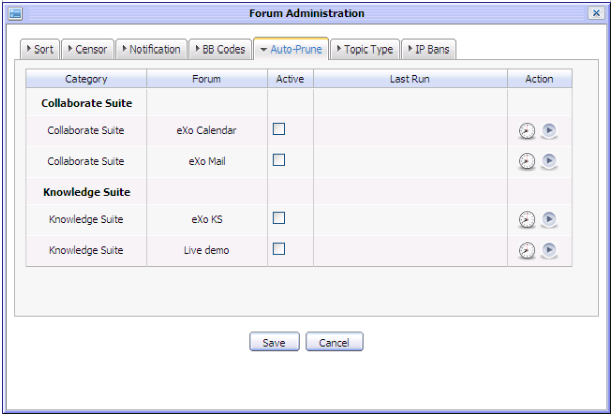 Forum Administration
Sort Censor Notification BB Codes Auto-Prune Topic Type IP Bans
Category Forum Active Last Run Action
Collaborate Suite
Collaborate Suite eXo Calendar
Collaborate Suite eXo Mail
Knowledge Suite
Knowledge Suite eXo KS
Knowledge Suite Live demo
Save Cancel